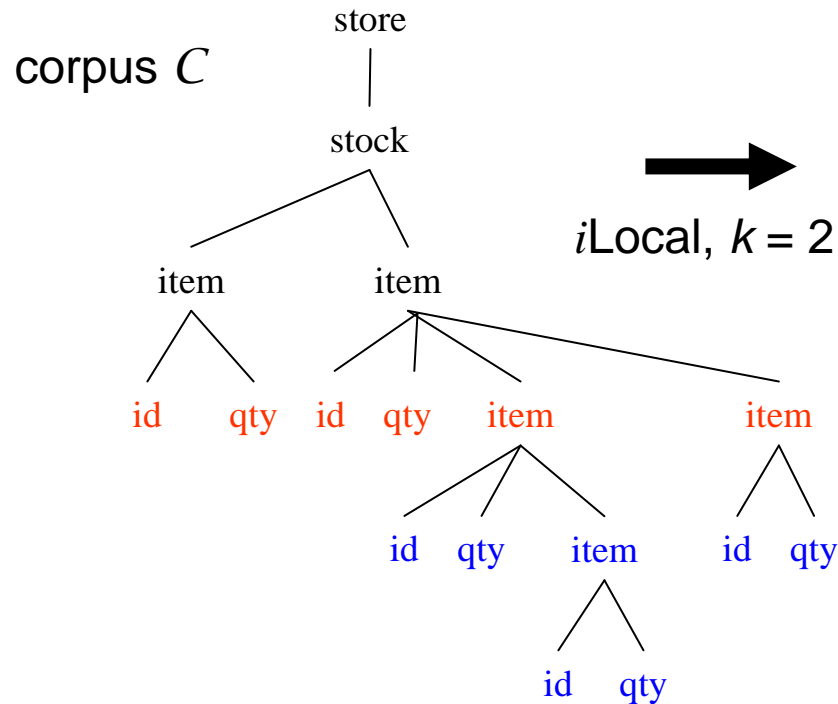 store
corpus C
stock
iLocal, k = 2
item item
id qty id qty item item
id qty item id qty
id qty